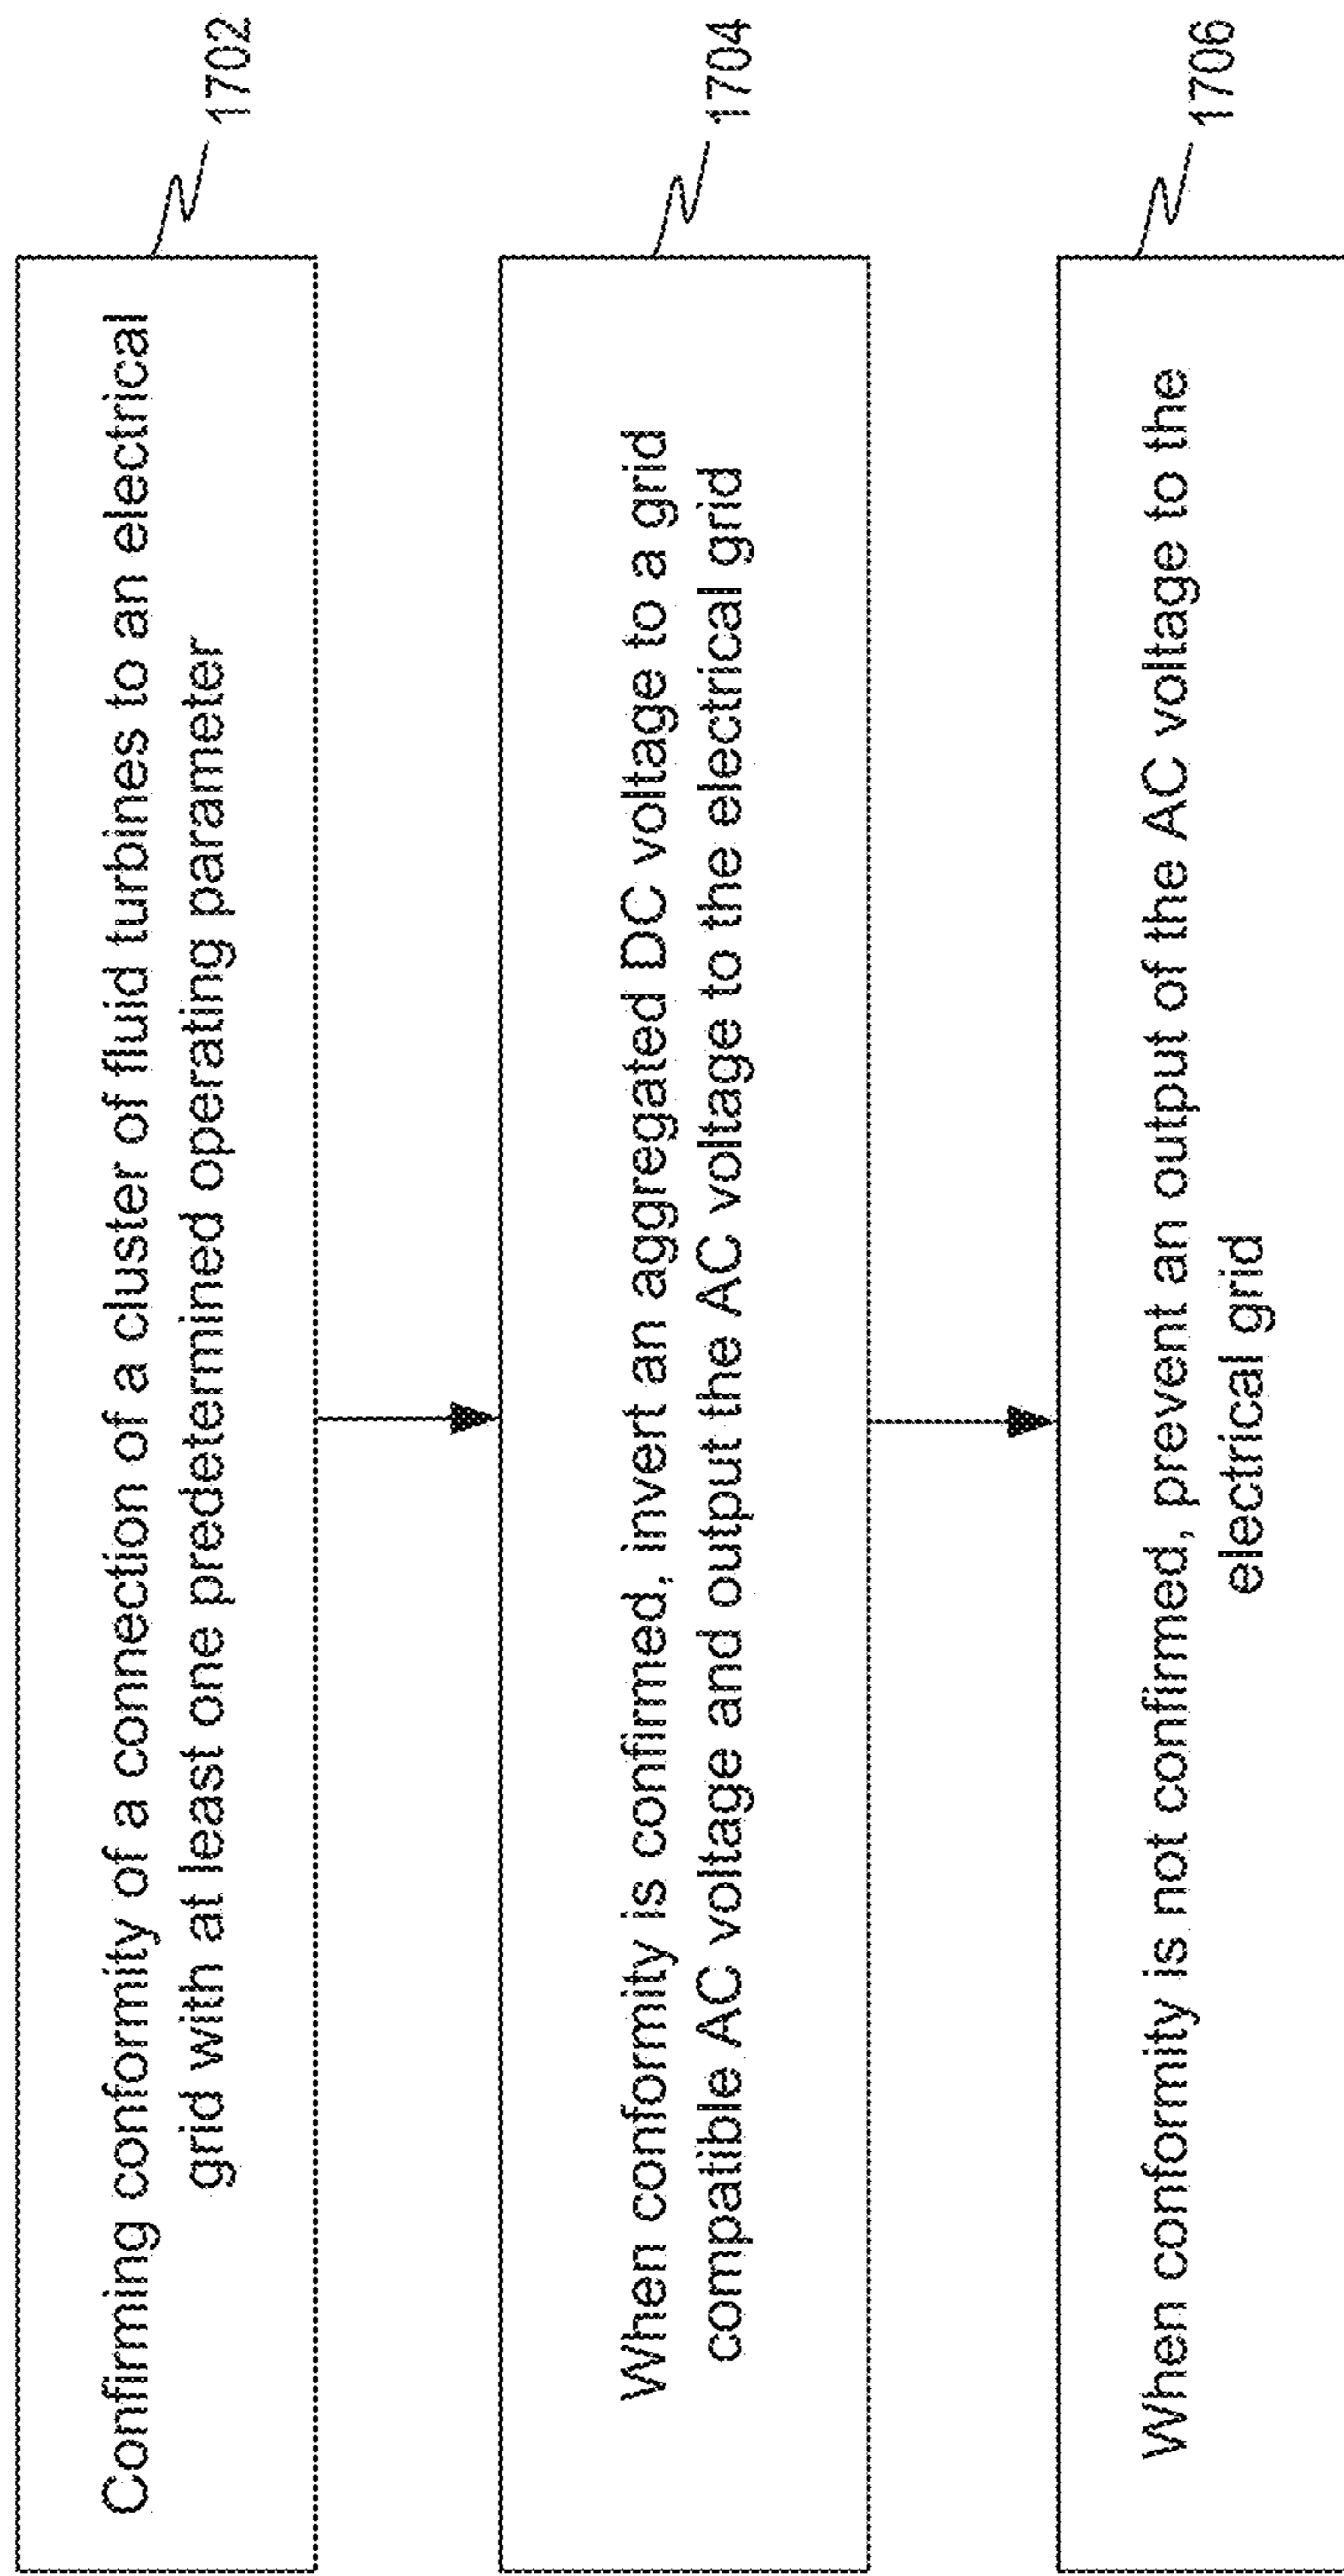 Confirming conformity of a connection of a cluster of fluid turbines to an electrical
grid with at least one predetermined operating parameter
1702
When conformity is confirmed, invert an aggregated DC voltage to a grid
compatible AC voltage and output the AC voltage to the electrical grid
1704
When conformity is not confirmed, prevent an output of the AC voltage to the
electrical grid
1706